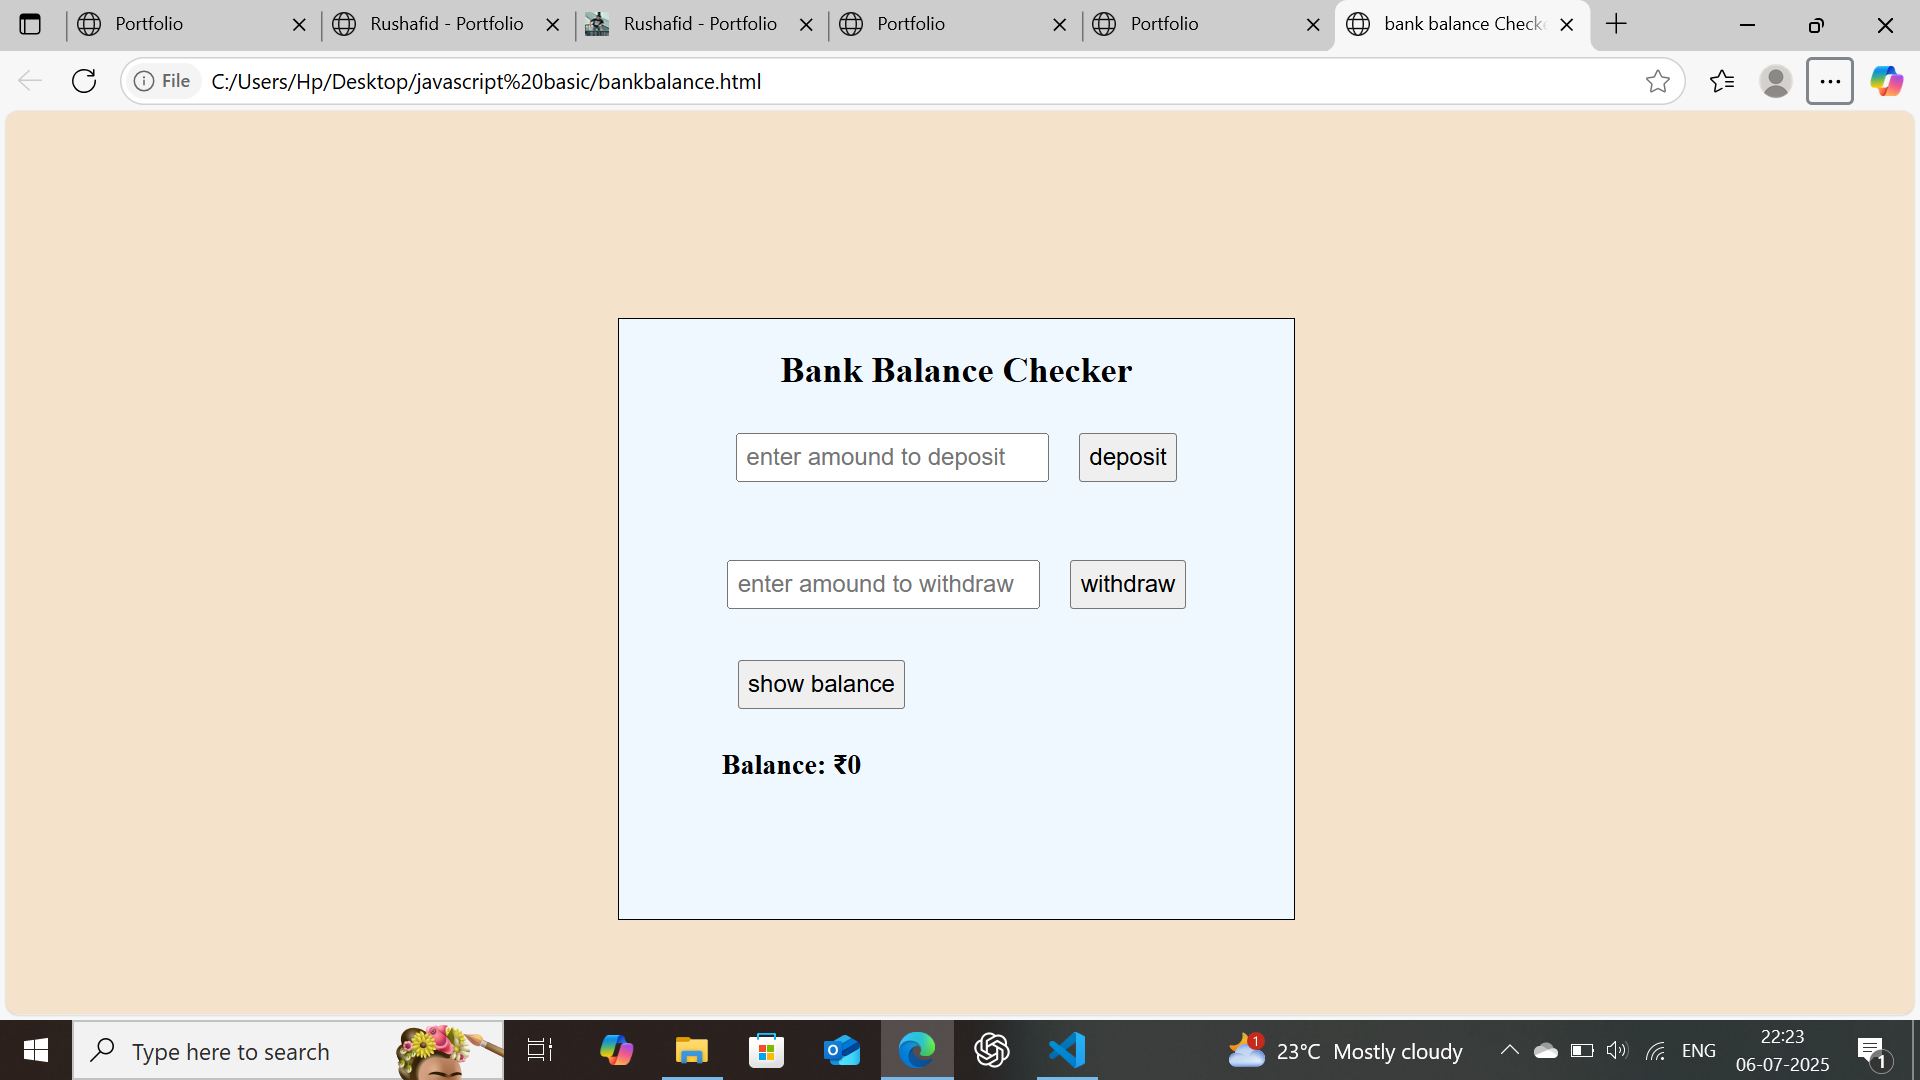 Portfolio
Rushafid - Portfolio
Rushafid - Portfolio
Portfolio
Portfolio
bank balance Checke
File
C:/Users/Hp/Desktop/javascript%20basic/bankbalance.html
Bank Balance Checker
enter amound to deposit
deposit
enter amound to withdraw
withdraw
show balance
Balance: ₹0
Type here to search
1
23°C Mostly cloudy
ENG
22:23
06-07-2025
1